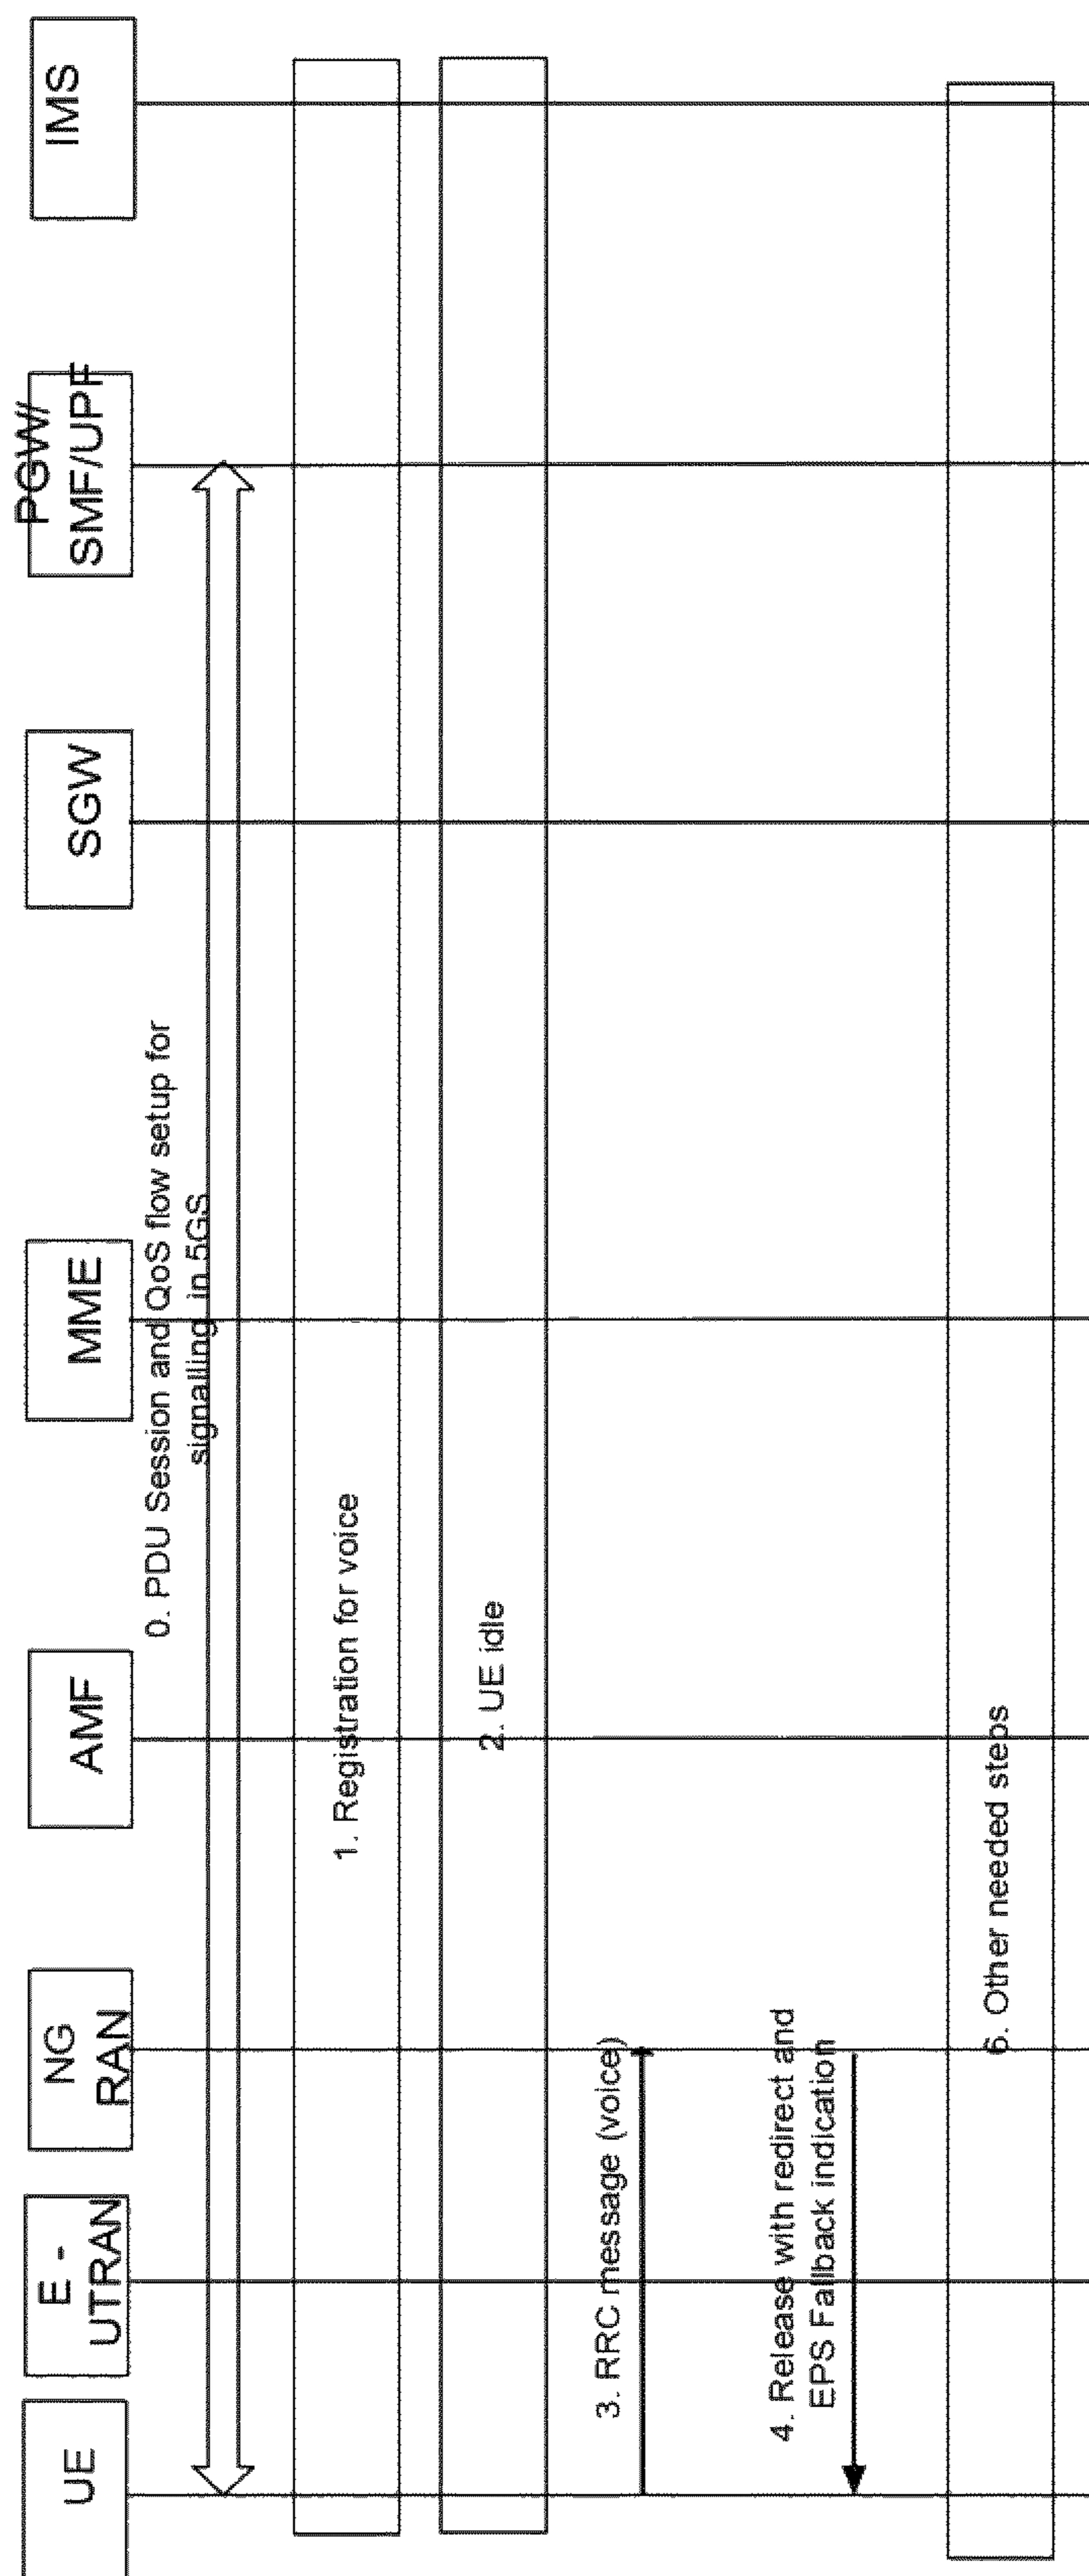 UE
E -
UTRAN
NG
RAN
AMF
MME
SGW
PGW/
SMF/UPF
IMS
0. PDU Session and QoS flow setup for
signalling in 5GS
1. Registration for voice
2. UE idle
3. RRC message (voice)
4. Release with redirect and
EPS Fallback indication
6. Other needed steps